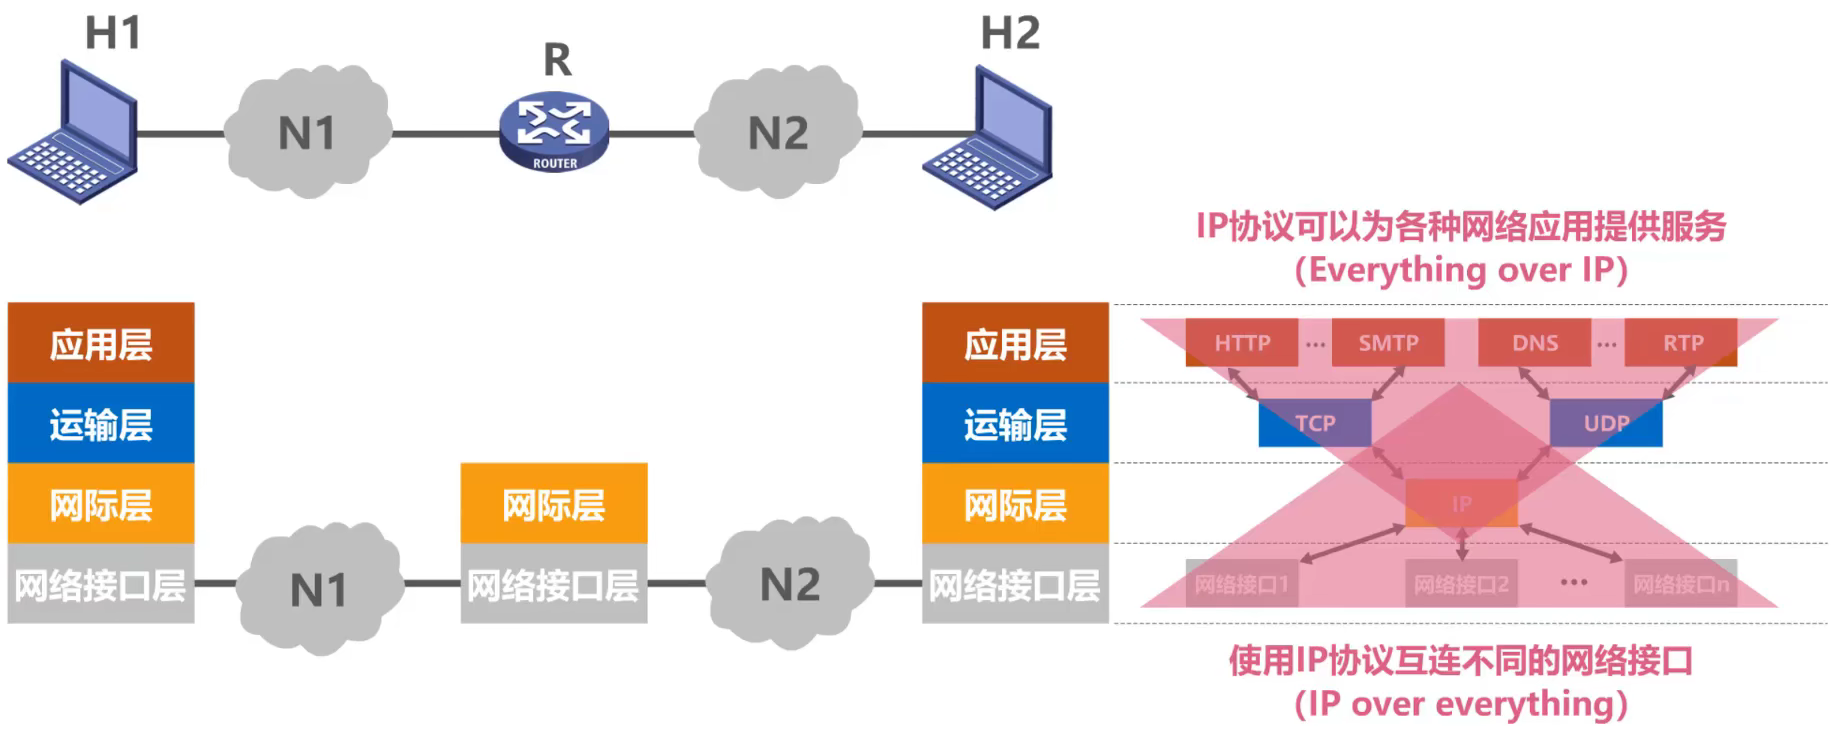 H1
R
H2
N1
ROUTER
N2
IP协议可以为各种网络应用提供服务
（Everything over IP）
应用层
应用层
HTTP ... SMTP DNS ... RTP
运输层
运输层
TCP UDP
网际层
网际层
网际层
IP
网络接口层
N1
网络接口层
N2
网络接口层
网络接口1 网络接口2 ... 网络接口n
使用IP协议互连不同的网络接口
（IP over everything）